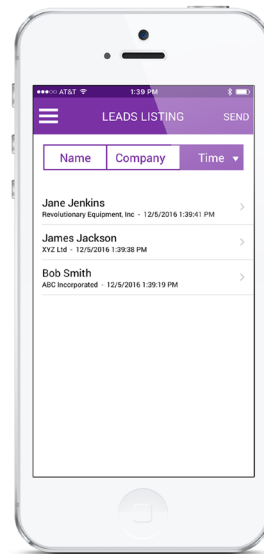 AT&T 1:39 PM
LEADS LISTING SEND
Name Company Time
Jane Jenkins
Revolutionary Equipment, Inc - 12/5/2016 1:39:41 PM
James Jackson
XYZ Ltd - 12/5/2016 1:39:38 PM
Bob Smith
ABC Incorporated - 12/5/2016 1:39:19 PM